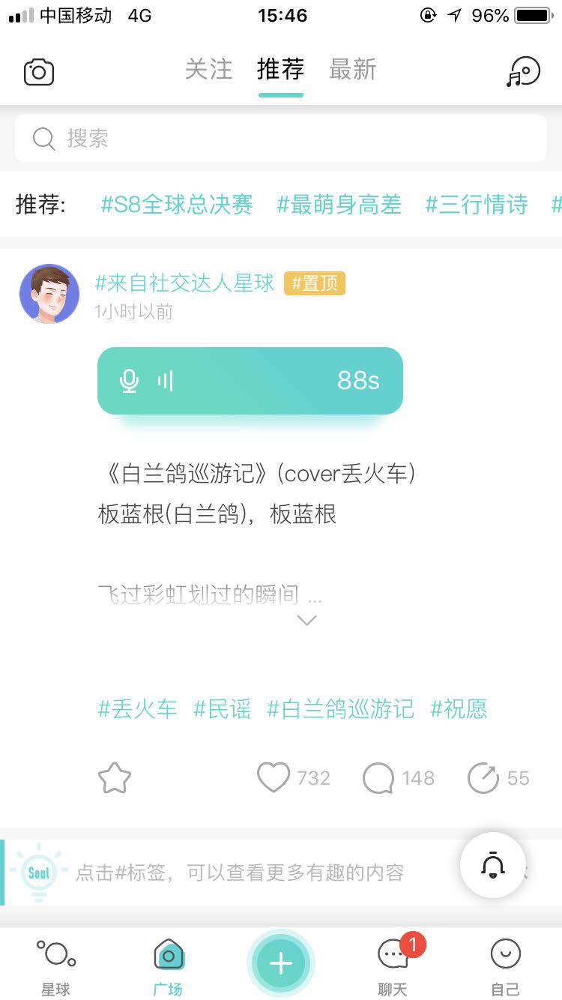 中国移动 4G 15:46 96%
关注 推荐 最新
搜索
推荐: #S8全球总决赛 #最萌身高差 #三行情诗 #
#来自社交达人星球 #置顶
1小时以前
88s
《白兰鸽巡游记》(cover丢火车)
板蓝根(白兰鸽)，板蓝根
飞过彩虹划过的瞬间 ...
#丢火车 #民谣 #白兰鸽巡游记 #祝愿
732 148 55
Soul 点击#标签，可以查看更多有趣的内容
1
星球 广场 聊天 自己